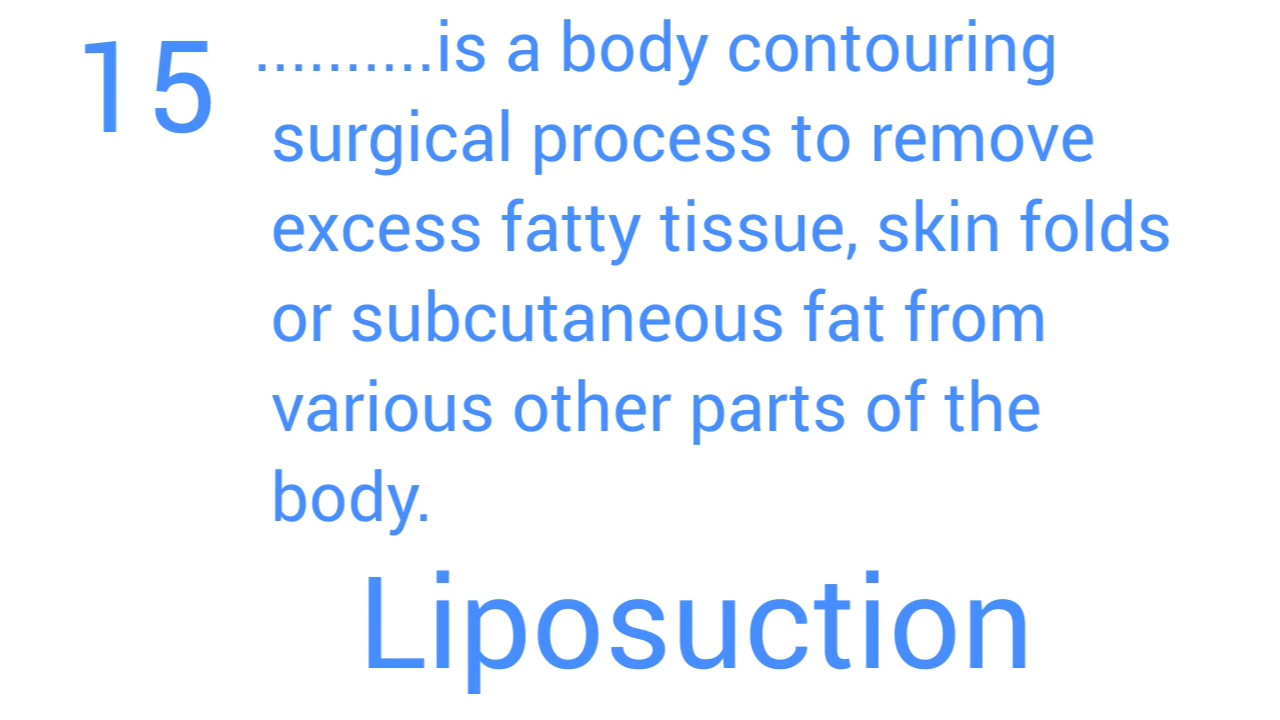 15 ..........is a body contouring
surgical process to remove
excess fatty tissue, skin folds
or subcutaneous fat from
various other parts of the
body.
Liposuction